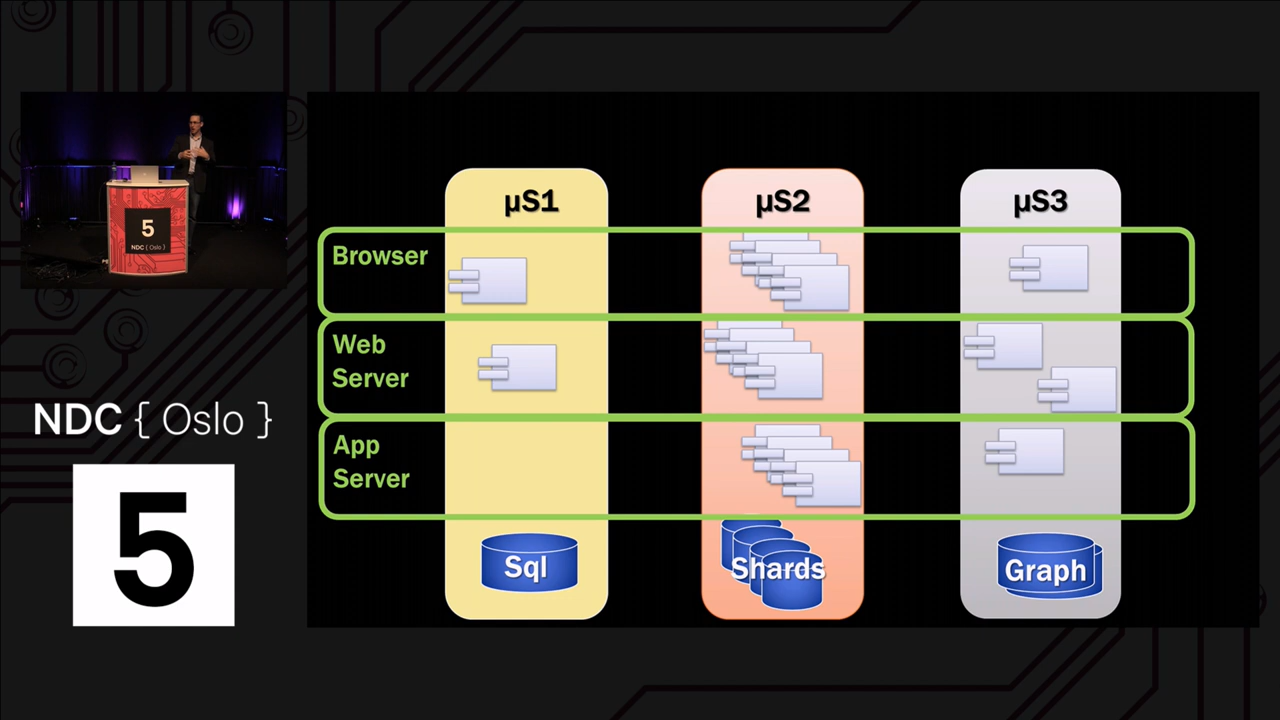 5
NDC { Oslo }
NDC { Oslo }
5
µS1
µS2
µS3
Browser
Web
Server
App
Server
Sql
Shards
Graph